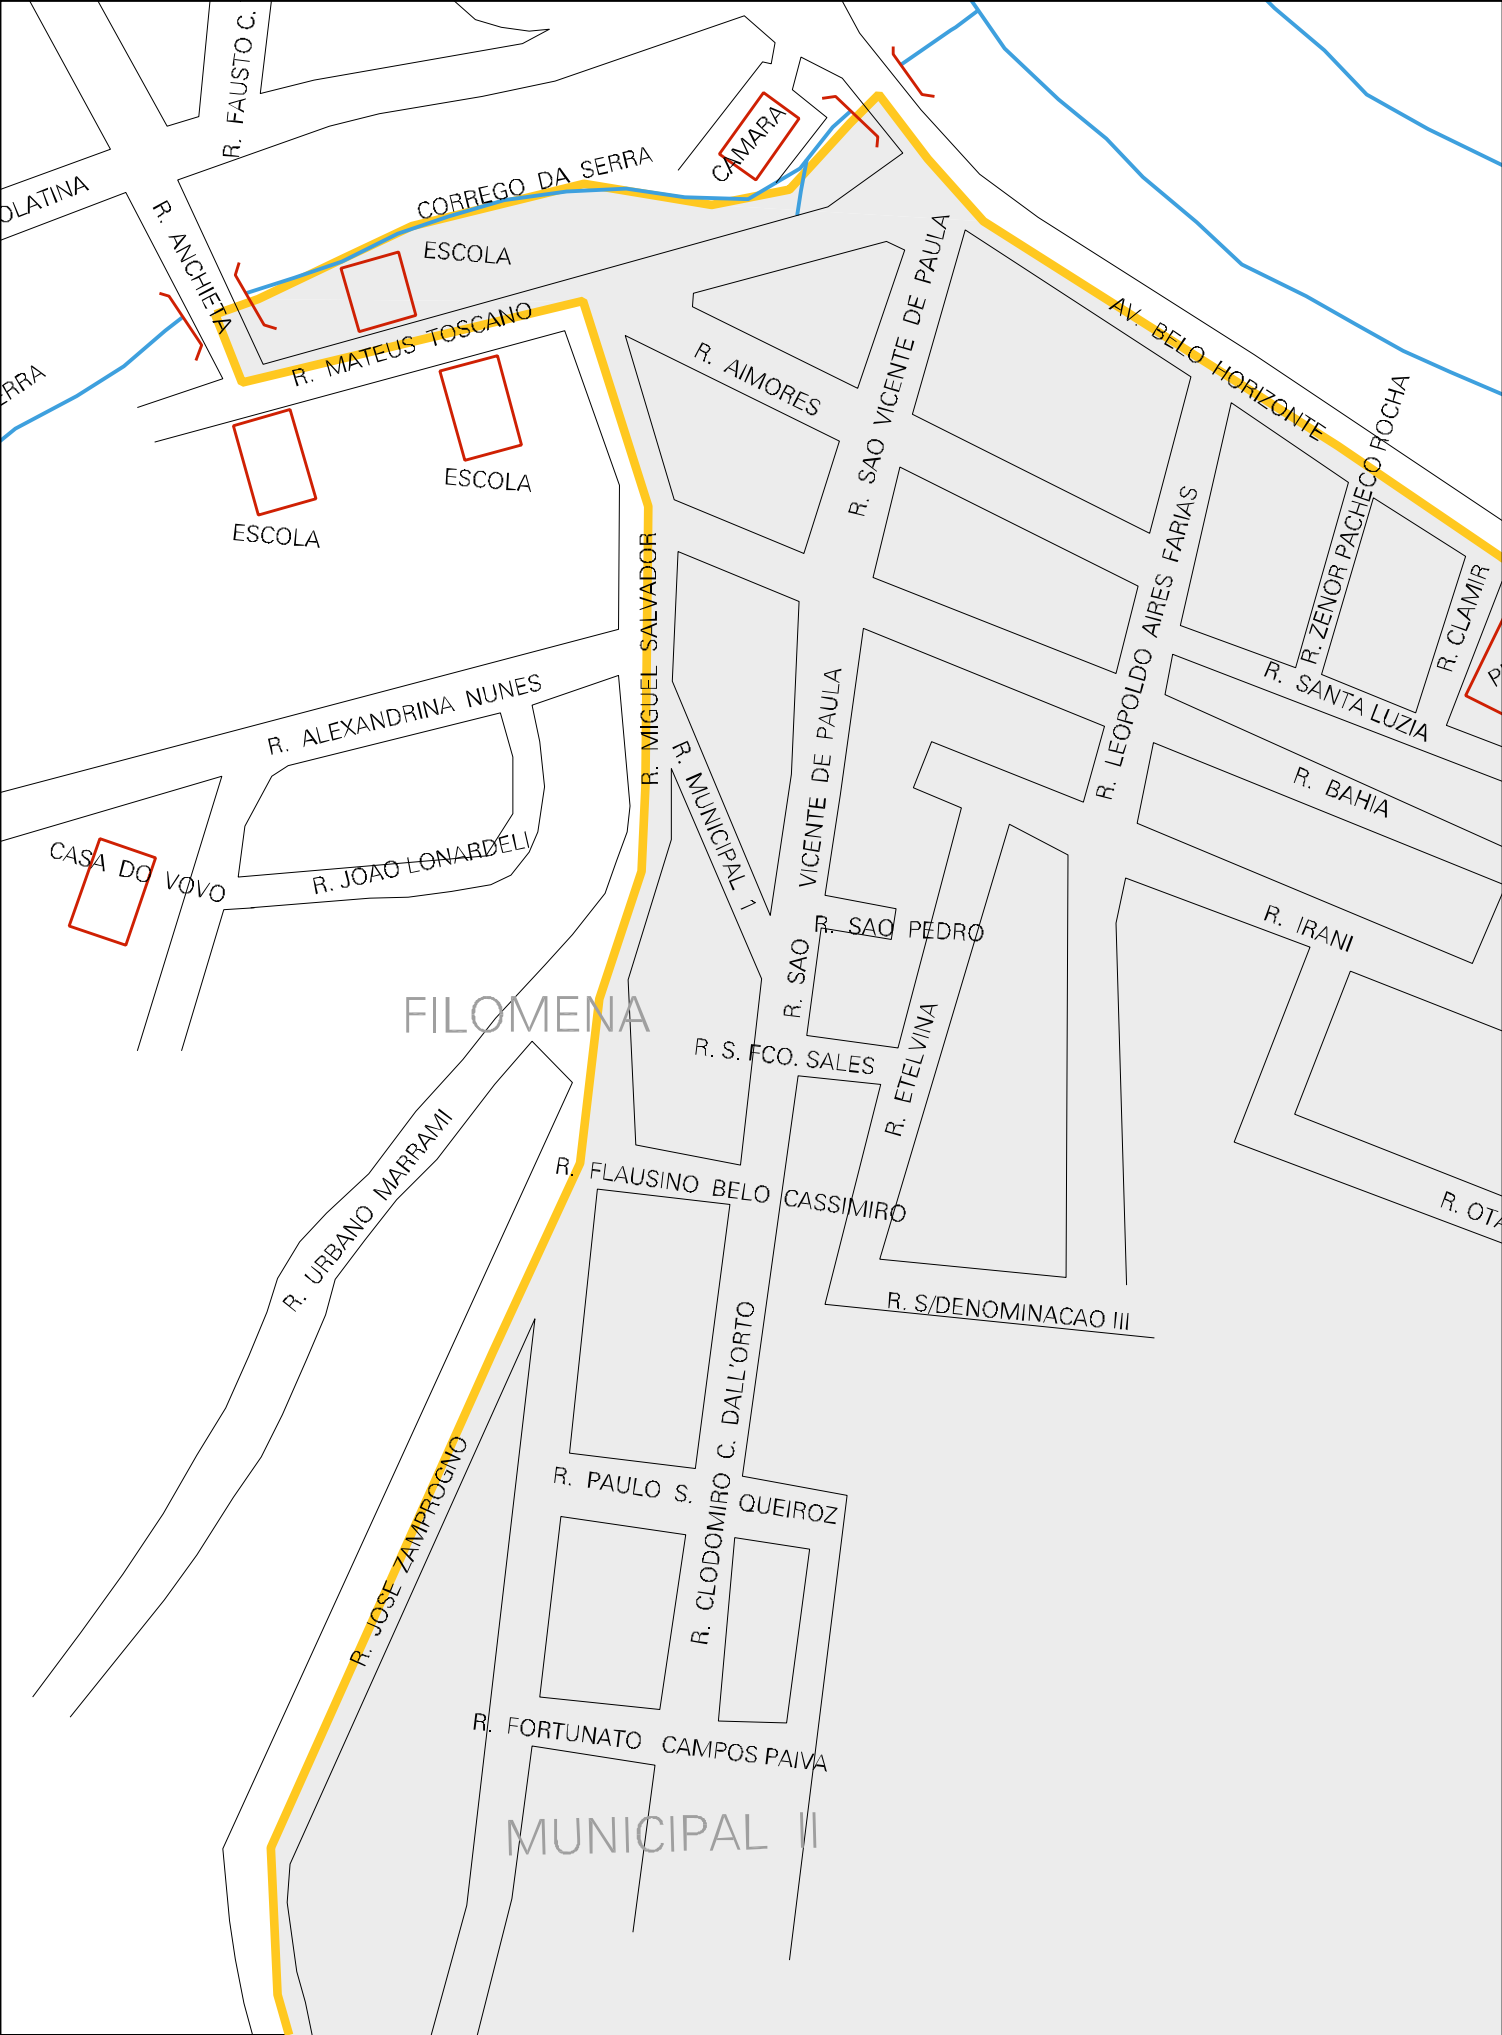 R. FAUSTO C.
OLATINA
R. ANCHIETA
CORREGO DA SERRA
CAMARA
ESCOLA
R. MATEUS TOSCANO
ERRA
ESCOLA
ESCOLA
R. AIMORES
R. SAO VICENTE DE PAULA
AV. BELO HORIZONTE
R. ZENOR PACHECO ROCHA
R. CLAMIR
R. LEOPOLDO AIRES FARIAS
R. SANTA LUZIA
R. BAHIA
R. IRANI
R. OTA
R. MIGUEL SALVADOR
R. ALEXANDRINA NUNES
R. JOAO LONARDELI
CASA DO VOVO
R. MUNICIPAL 1
R. SAO VICENTE DE PAULA
R. SAO PEDRO
FILOMENA
R. S. FCO. SALES
R. ETELVINA
R. URBANO MARRAMI
R. FLAUSINO BELO CASSIMIRO
R. S/DENOMINACAO III
R. CLODOMIRO C. DALL'ORTO
R. JOSE ZAMPROGNO
R. PAULO S. QUEIROZ
R. FORTUNATO CAMPOS PAIVA
MUNICIPAL II